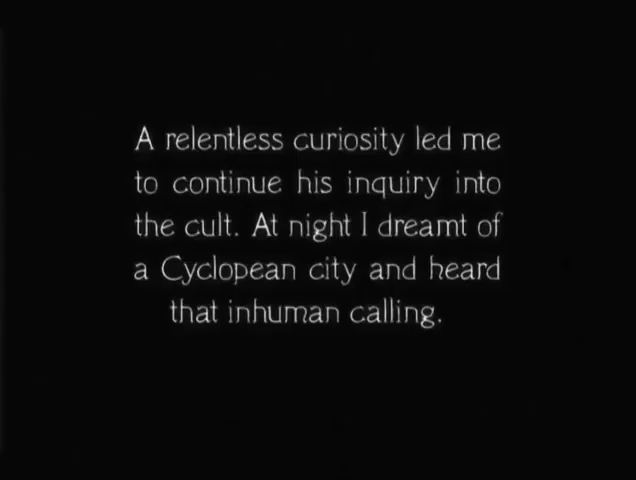 A relentless curiosity led me
to continue his inquiry into
the cult. At night I dreamt of
a Cyclopean city and heard
that inhuman calling.